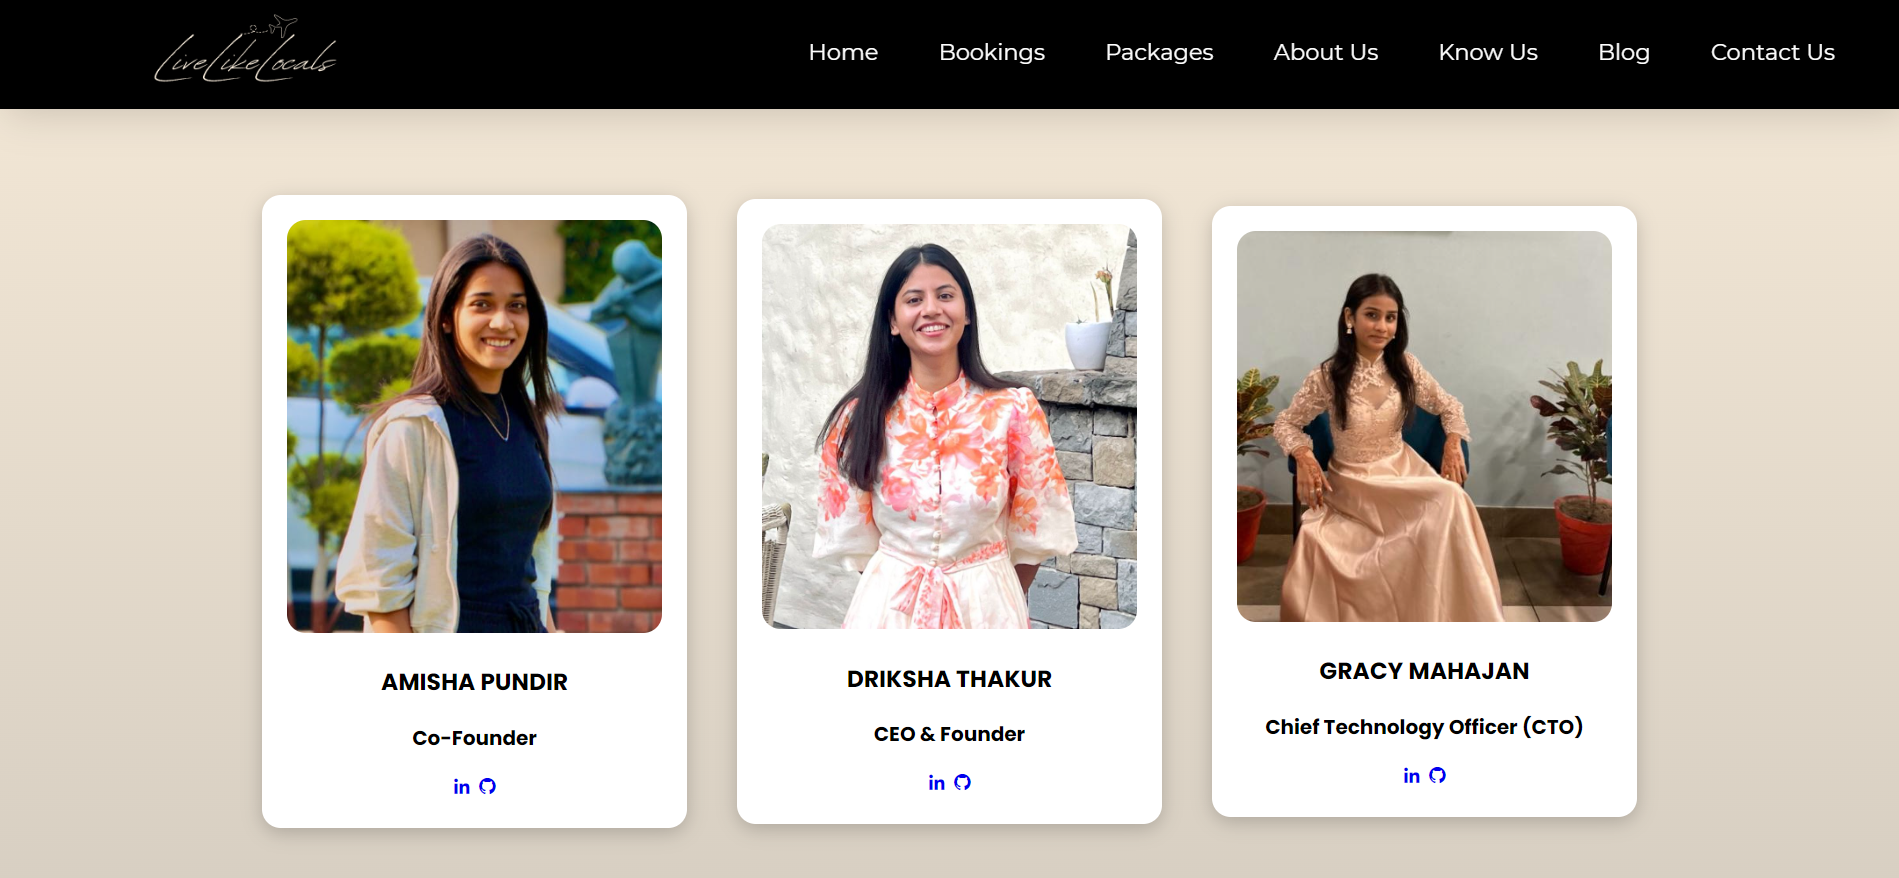 LiveLikeLocals
Home Bookings Packages About Us Know Us Blog Contact Us
AMISHA PUNDIR
Co-Founder
in
DRIKSHA THAKUR
CEO & Founder
in
GRACY MAHAJAN
Chief Technology Officer (CTO)
in